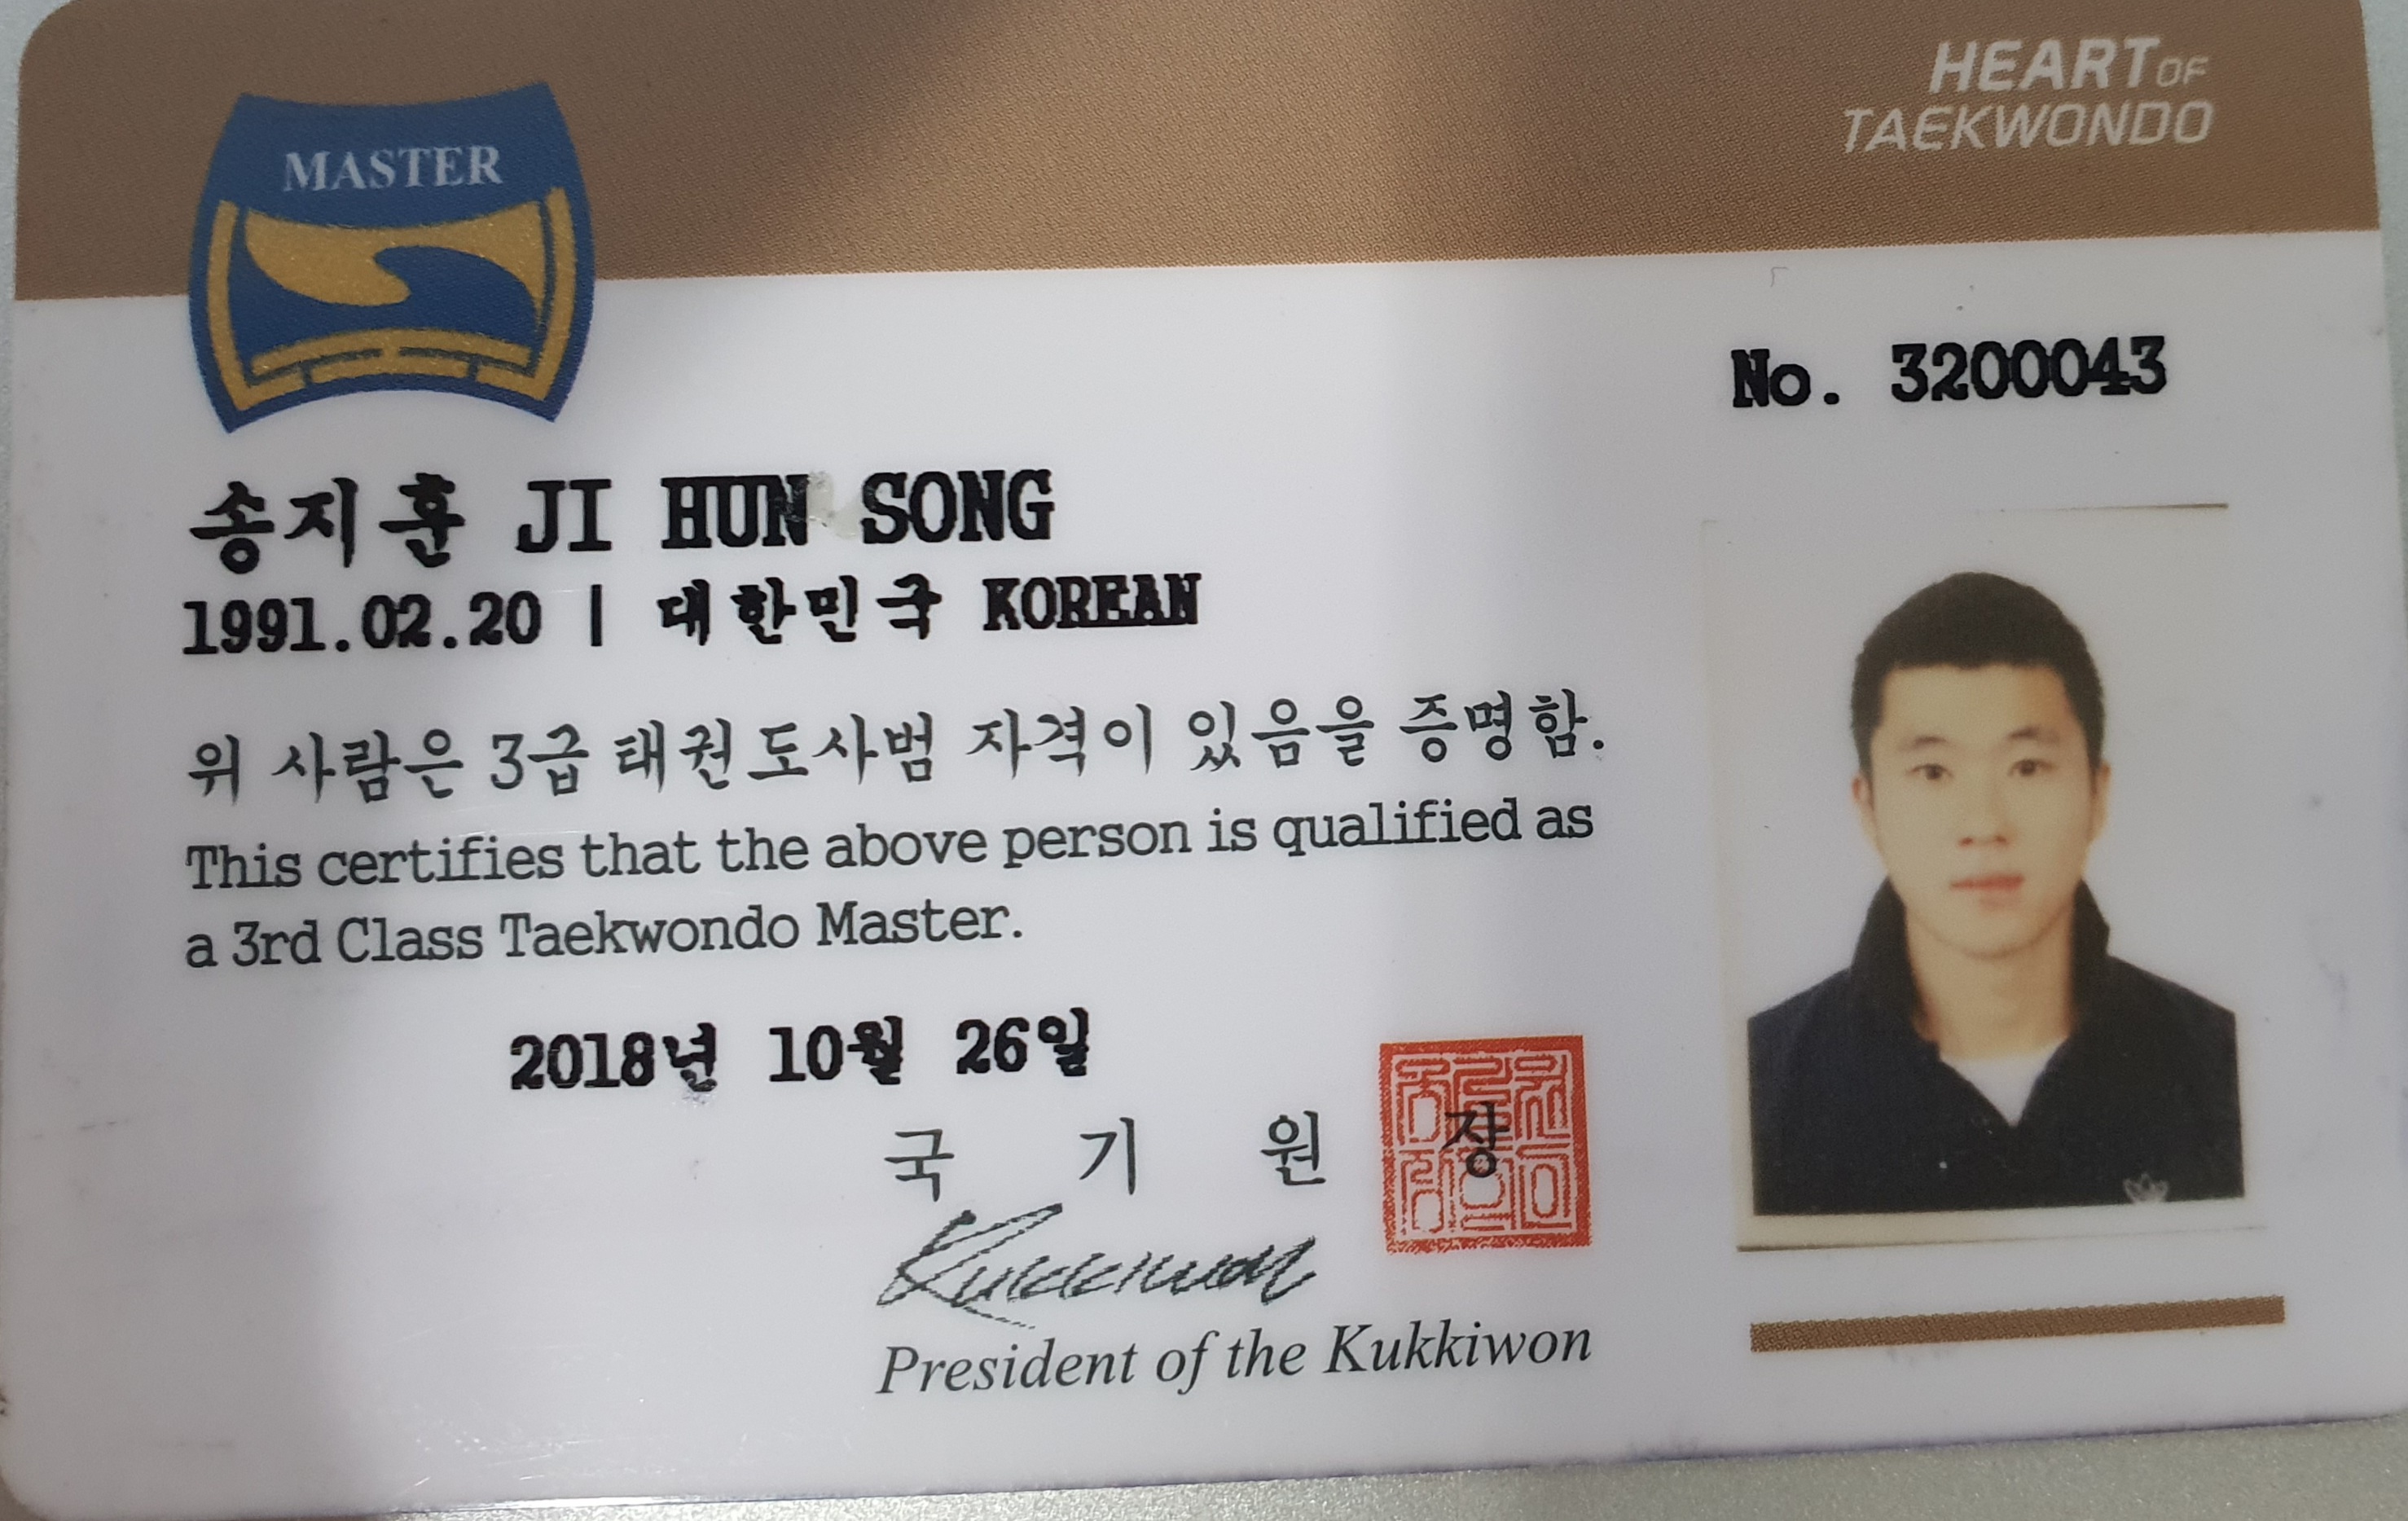 HEART OF
TAEKWONDO
MASTER
No. 3200043
송지훈 JI HUN SONG
1991.02.20 | 대한민국 KOREAN
위 사람은 3급 태권도사범 자격이 있음을 증명함.
This certifies that the above person is qualified as
a 3rd Class Taekwondo Master.
2018년 10월 26일
국 기 원 장
Kukkiwon
President of the Kukkiwon